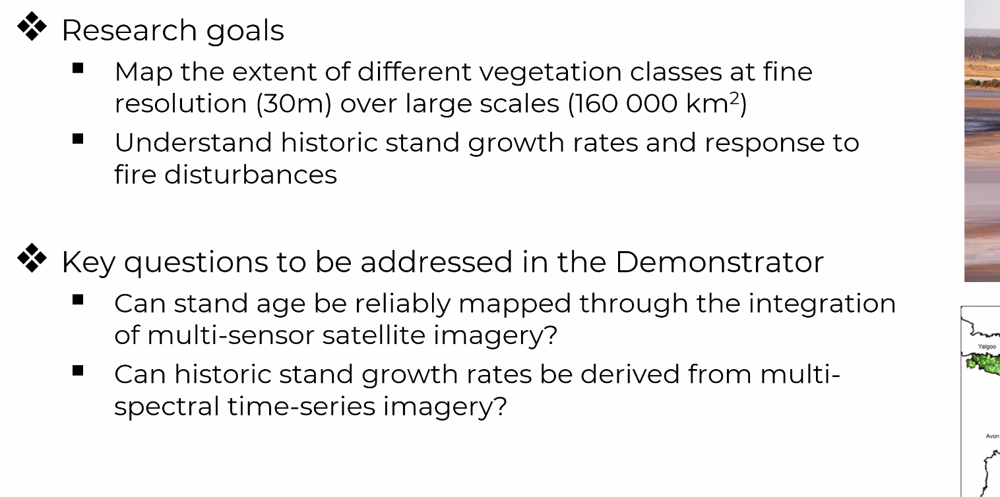 ❖ Research goals
▪ Map the extent of different vegetation classes at fine
resolution (30m) over large scales (160 000 km²)
▪ Understand historic stand growth rates and response to
fire disturbances
❖ Key questions to be addressed in the Demonstrator
▪ Can stand age be reliably mapped through the integration
of multi-sensor satellite imagery?
▪ Can historic stand growth rates be derived from multi-
spectral time-series imagery?
Yalgoo
Avon